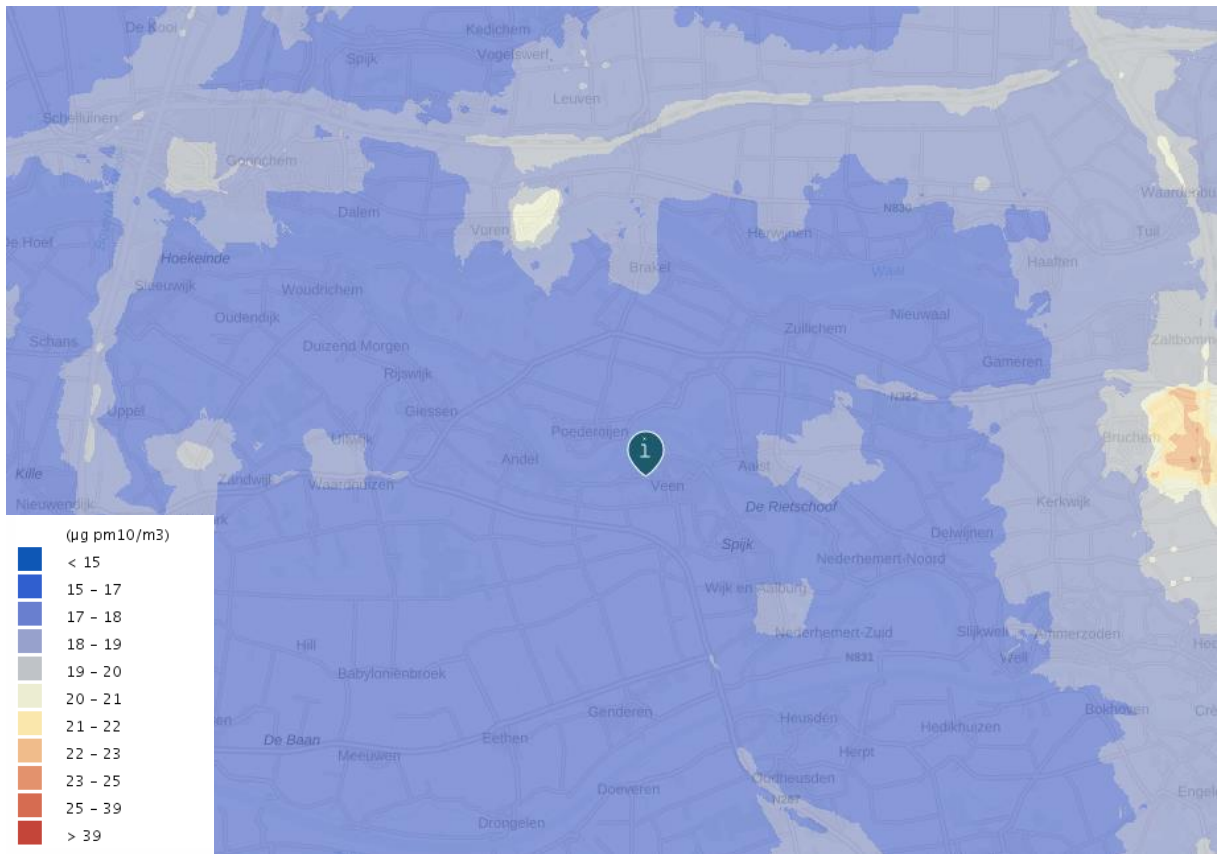 De Kooi
Kedichem
Vogelswerf
Spijk
Leuven
Schelluinen
Gorinchem
Waardenbu
Dalem
N830
Vuren
Herwijnen
Tuil
De Hoef
Hoekeinde
Brakel
Waal
Haaften
Sleeuwijk
Woudrichem
Oudendijk
Zuilichem
Nieuwaal
Schans
Duizend Morgen
Zaltbomme
Gameren
Rijswijk
Uppel
Giessen
N322
Uitwijk
Poederoijen
i
Bruchem
Andel
Aalst
Kille
Zandwijk
Waardhuizen
Veen
Nieuwendijk
De Rietschoof
Kerkwijk
Delwijnen
Spijk
Nederhemert-Noord
Wijk en Aalburg
Nederhemert-Zuid
Slijkwell
Ammerzoden
Hill
N831
Well
Babyloniënbroek
Bokhoven
Genderen
Heusden
Hedikhuizen
De Baan
Eethen
Meeuwen
Herpt
Oudheusden
Doeveren
N267
Engele
Drongelen
(µg pm10/m3)
< 15
15 – 17
17 – 18
18 – 19
19 – 20
20 – 21
21 – 22
22 – 23
23 – 25
25 – 39
> 39